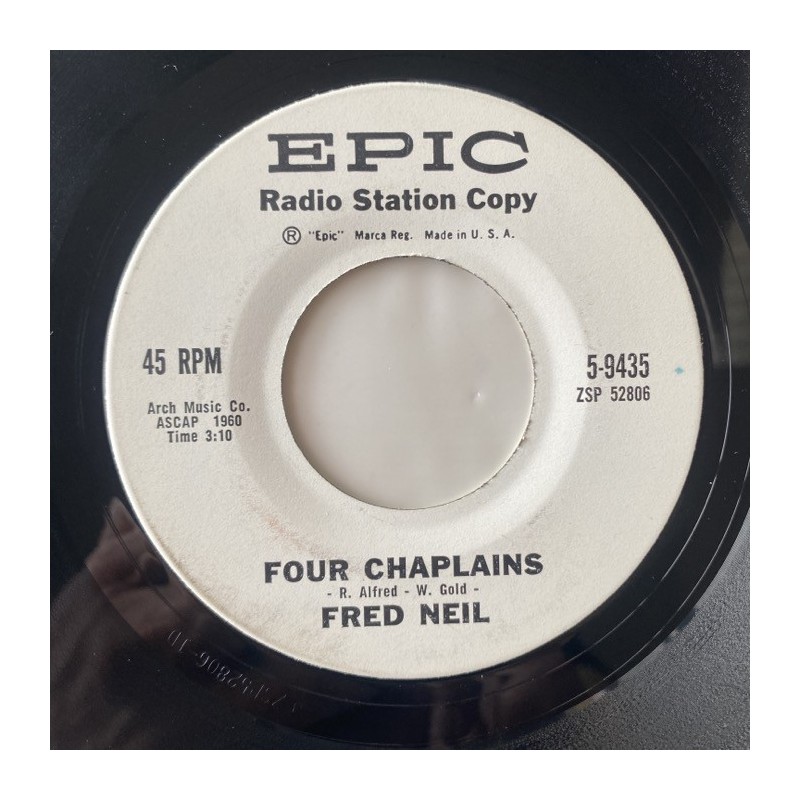 EPIC
Radio Station Copy
® "Epic" Marca Reg. Made in U. S. A.
45 RPM
Arch Music Co.
ASCAP 1960
Time 3:10
5-9435
ZSP 52806
FOUR CHAPLAINS
- R. Alfred - W. Gold -
FRED NEIL